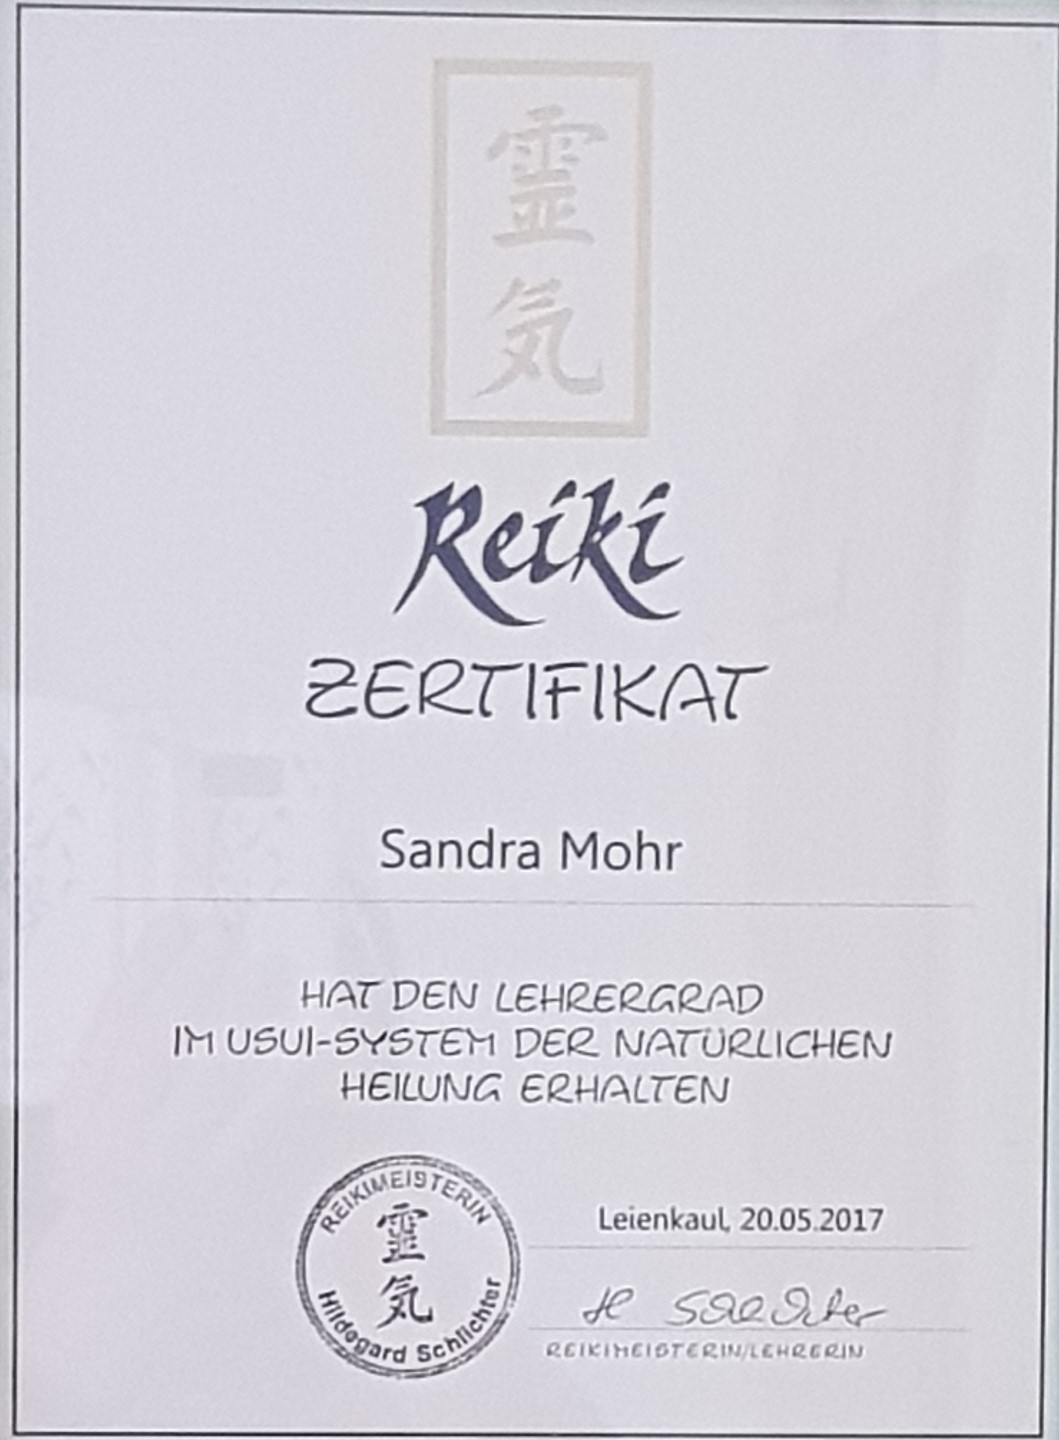 霊
気
Reiki
ZERTIFIKAT
Sandra Mohr
HAT DEN LEHRERGRAD
IM USUI-SYSTEM DER NATÜRLICHEN
HEILUNG ERHALTEN
REIKIMEISTERIN
霊
気
Hildegard Schlichter
Leienkaul, 20.05.2017
H Schlichter
REIKIMEISTERIN/LEHRERIN